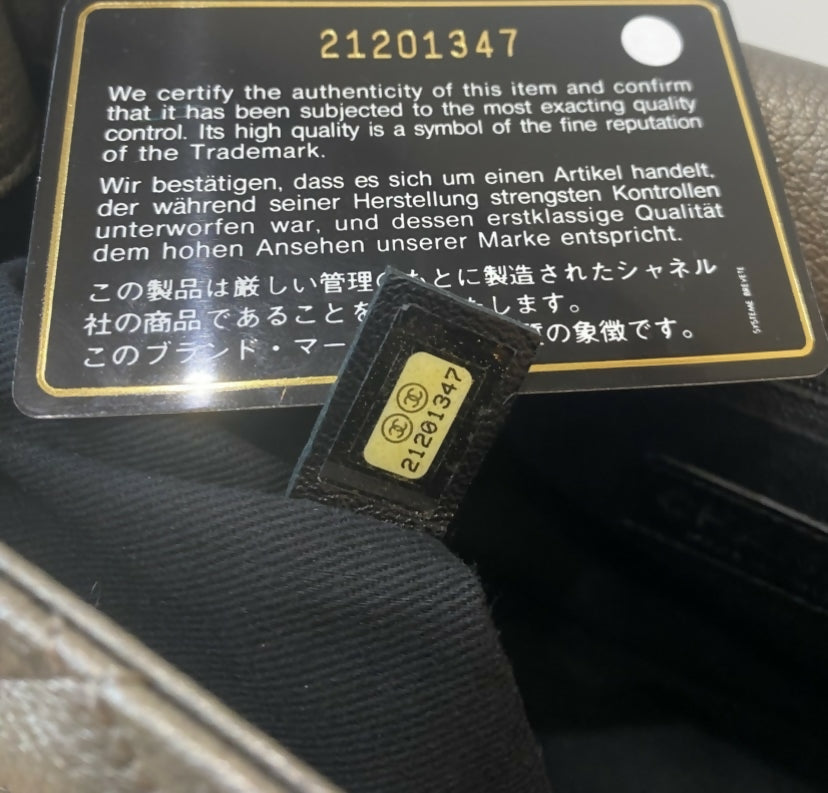 21201347
We certify the authenticity of this item and confirm
that it has been subjected to the most exacting quality
control. Its high quality is a symbol of the fine reputation
of the Trademark.
Wir bestätigen, dass es sich um einen Artikel handelt,
der während seiner Herstellung strengsten Kontrollen
unterworfen war, und dessen erstklassige Qualität
dem hohen Ansehen unserer Marke entspricht.
この製品は厳しい管理のもとに製造されたシャネル
社の商品であることを たします。
このブランド・マー の象徴です。
SYSTEME BREVETE
21201347